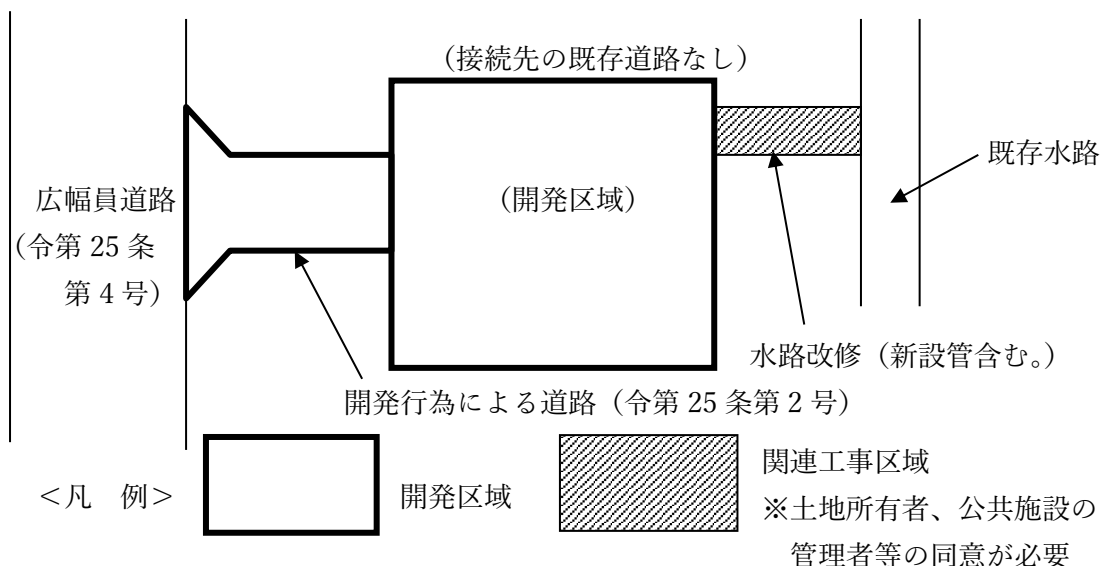 (接続先の既存道路なし)
既存水路
広幅員道路
(令第 25 条
第 4 号)
(開発区域)
水路改修(新設管含む。)
開発行為による道路(令第 25 条第 2 号)
<凡 例>
開発区域
関連工事区域
※土地所有者、公共施設の
管理者等の同意が必要